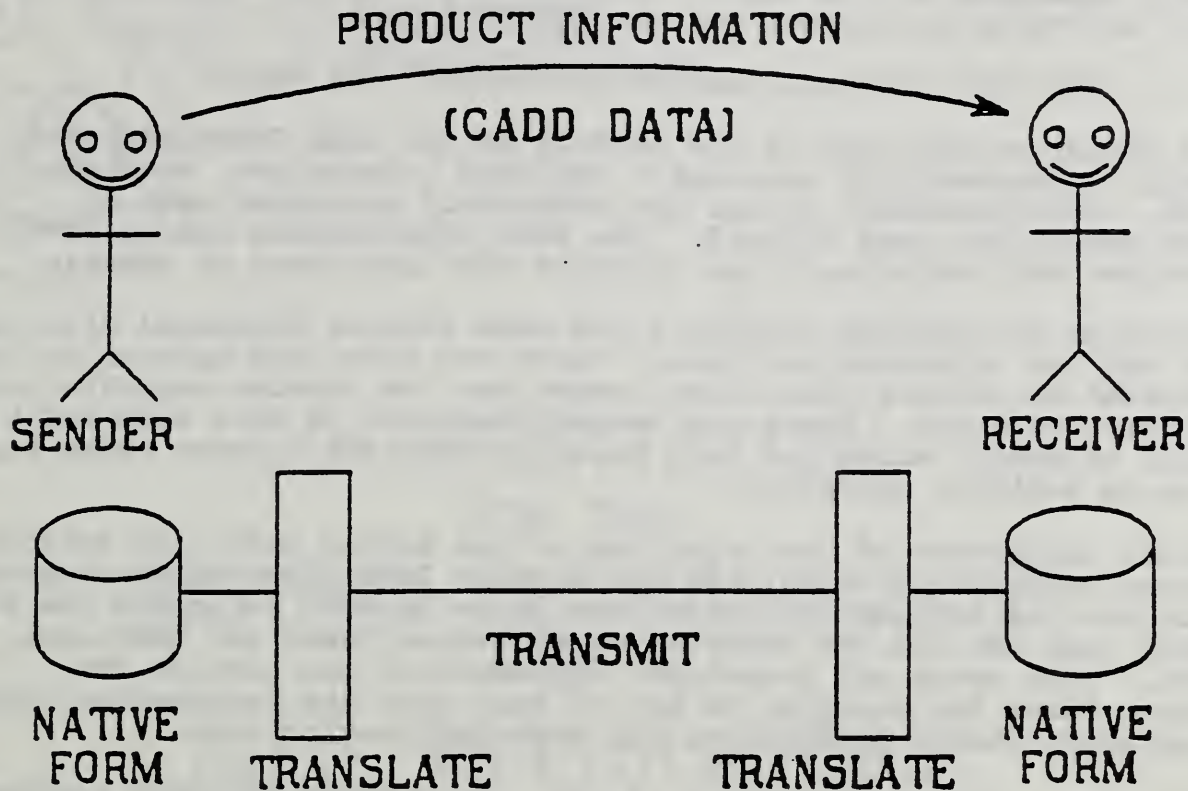 PRODUCT INFORMATION
(CADD DATA)
SENDER
RECEIVER
TRANSMIT
NATIVE
FORM
TRANSLATE
TRANSLATE
NATIVE
FORM